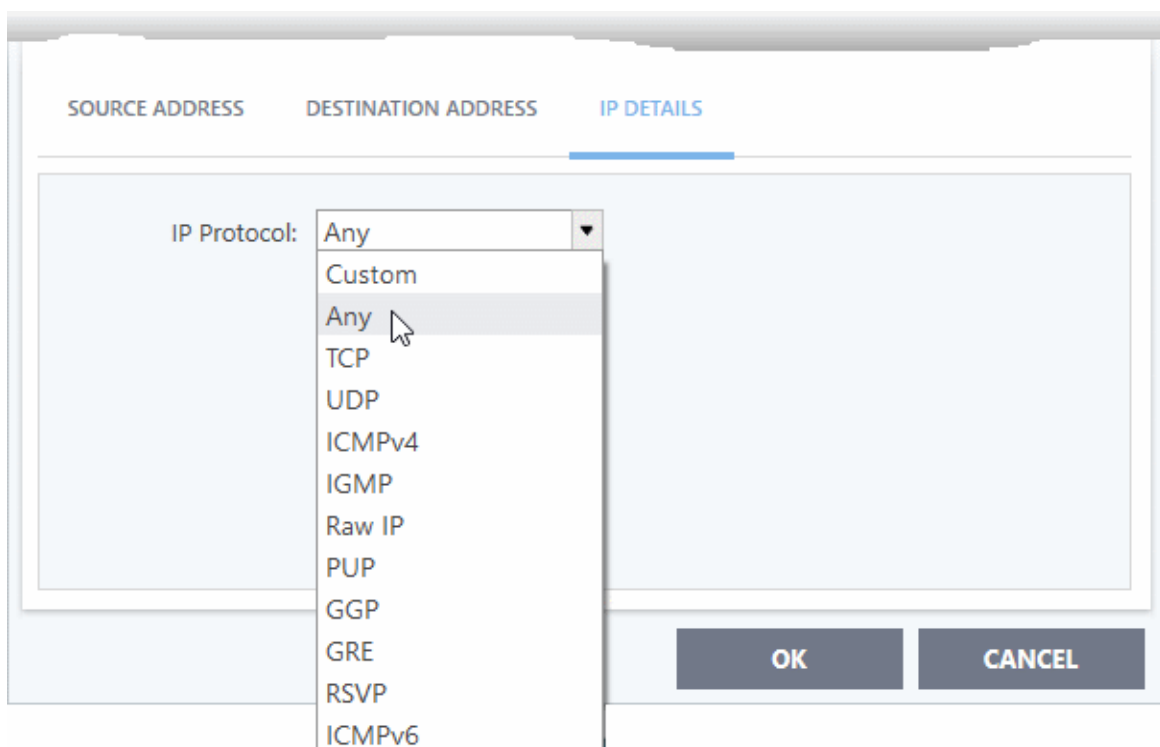 SOURCE ADDRESS DESTINATION ADDRESS IP DETAILS
IP Protocol: Any
Custom
Any
TCP
UDP
ICMPv4
IGMP
Raw IP
PUP
GGP
GRE
RSVP
ICMPv6
OK CANCEL